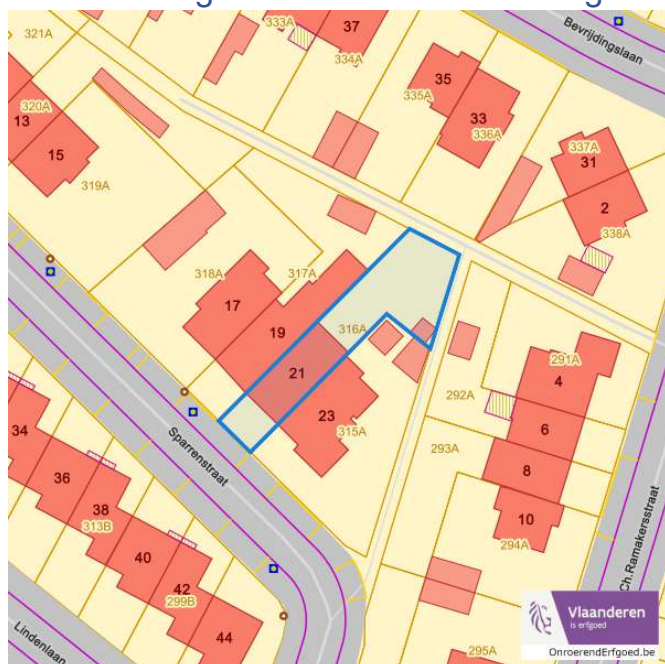 Bevrijdingslaan
333A
37
334A
321A
35
335A
33
336A
320A
13
15
319A
337A
31
2
338A
318A
317A
17
19
316A
21
23
315A
291A
4
292A
6
293A
8
10
294A
34
36
38
313B
40
42
299B
44
Sparrenstraat
Lindenlaan
Ch.Ramakersstraat
295A
Vlaanderen
is erfgoed
OnroerendErfgoed.be